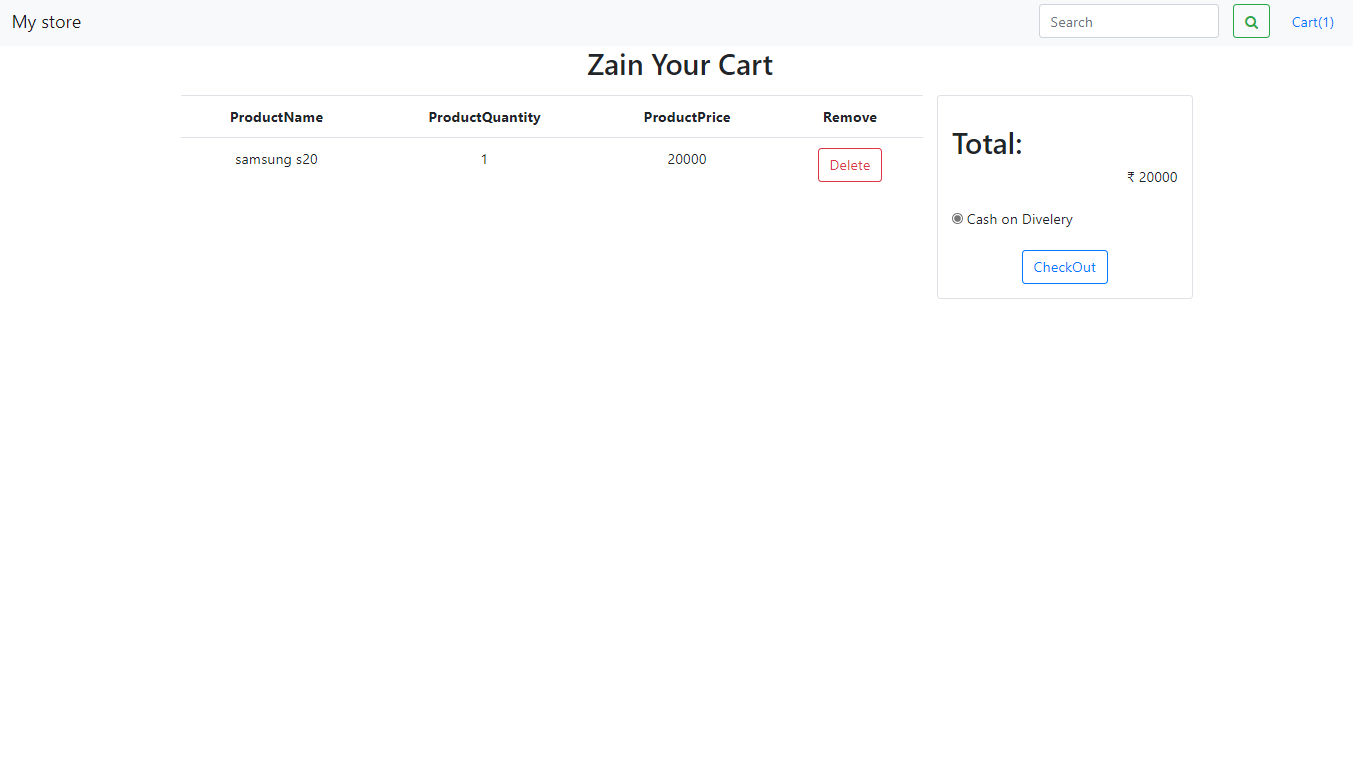 My store
Search
Cart(1)
Zain Your Cart
ProductName ProductQuantity ProductPrice Remove
samsung s20 1 20000 Delete
Total:
₹ 20000
Cash on Divelery
CheckOut